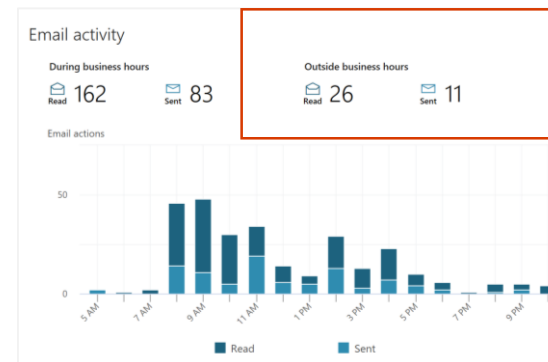 Email activity
During business hours
Outside business hours
Read 162
Sent 83
Read 26
Sent 11
Email actions
50
0
5 AM
7 AM
9 AM
11 AM
1 PM
3 PM
5 PM
7 PM
9 PM
Read
Sent